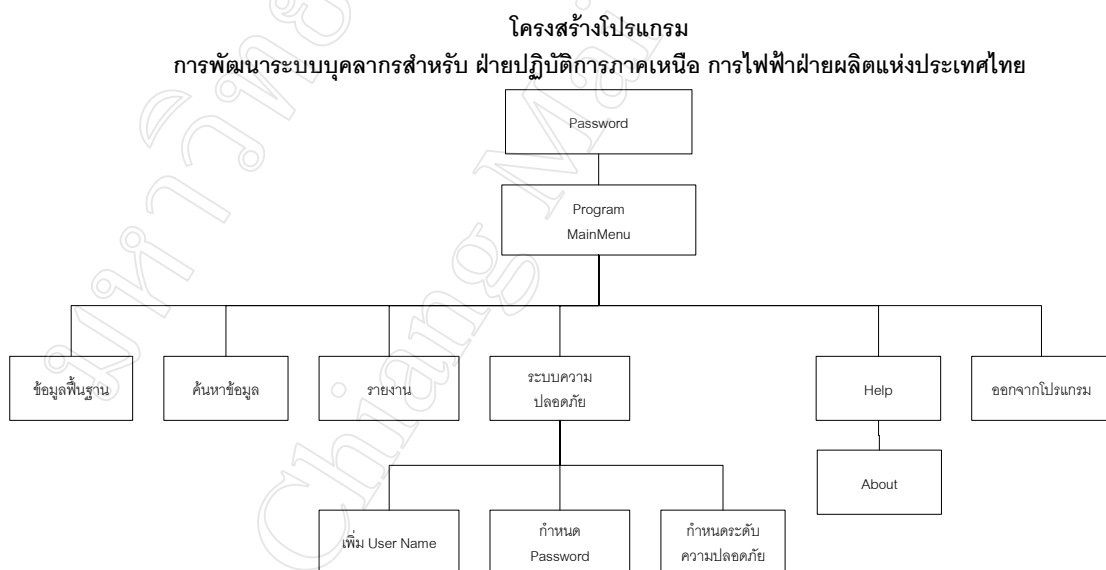 โครงสร้างโปรแกรม
การพัฒนาระบบบุคลากรสำหรับ ฝ่ายปฏิบัติการภาคเหนือ การไฟฟ้าฝ่ายผลิตแห่งประเทศไทย
Password
Program
MainMenu
ข้อมูลพื้นฐาน
ค้นหาข้อมูล
รายงาน
ระบบความ
ปลอดภัย
Help
ออกจากโปรแกรม
About
เพิ่ม User Name
กำหนด
Password
กำหนดระดับ
ความปลอดภัย
Chiang Mai